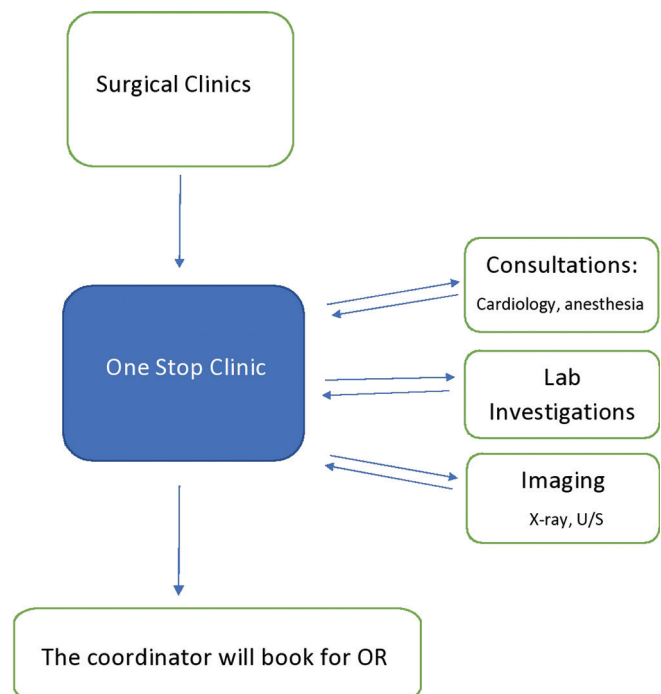 Surgical Clinics
Consultations:
Cardiology, anesthesia
One Stop Clinic
Lab
Investigations
Imaging
X-ray, U/S
The coordinator will book for OR